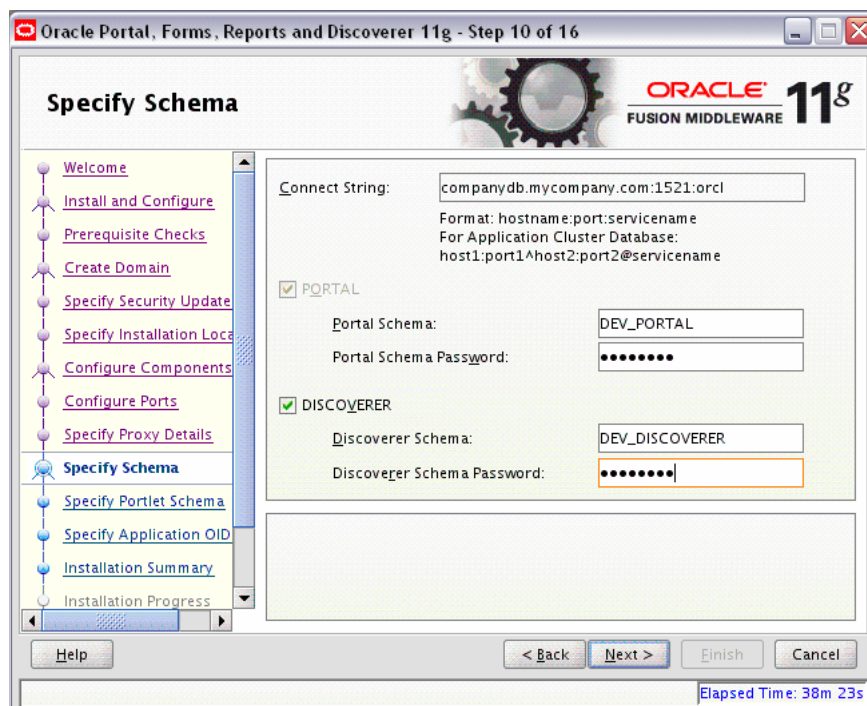 Oracle Portal, Forms, Reports and Discoverer 11g - Step 10 of 16
Specify Schema
ORACLE 11g
FUSION MIDDLEWARE
Welcome
Install and Configure
Prerequisite Checks
Create Domain
Specify Security Update
Specify Installation Loca
Configure Components
Configure Ports
Specify Proxy Details
Specify Schema
Specify Portlet Schema
Specify Application OID
Installation Summary
Installation Progress
Connect String: companydb.mycompany.com:1521:orcl
Format: hostname:port:servicename
For Application Cluster Database:
host1:port1^host2:port2@servicename
PORTAL
Portal Schema: DEV_PORTAL
Portal Schema Password: ●●●●●●●●
DISCOVERER
Discoverer Schema: DEV_DISCOVERER
Discoverer Schema Password: ●●●●●●●●
Help
< Back
Next >
Finish
Cancel
Elapsed Time: 38m 23s